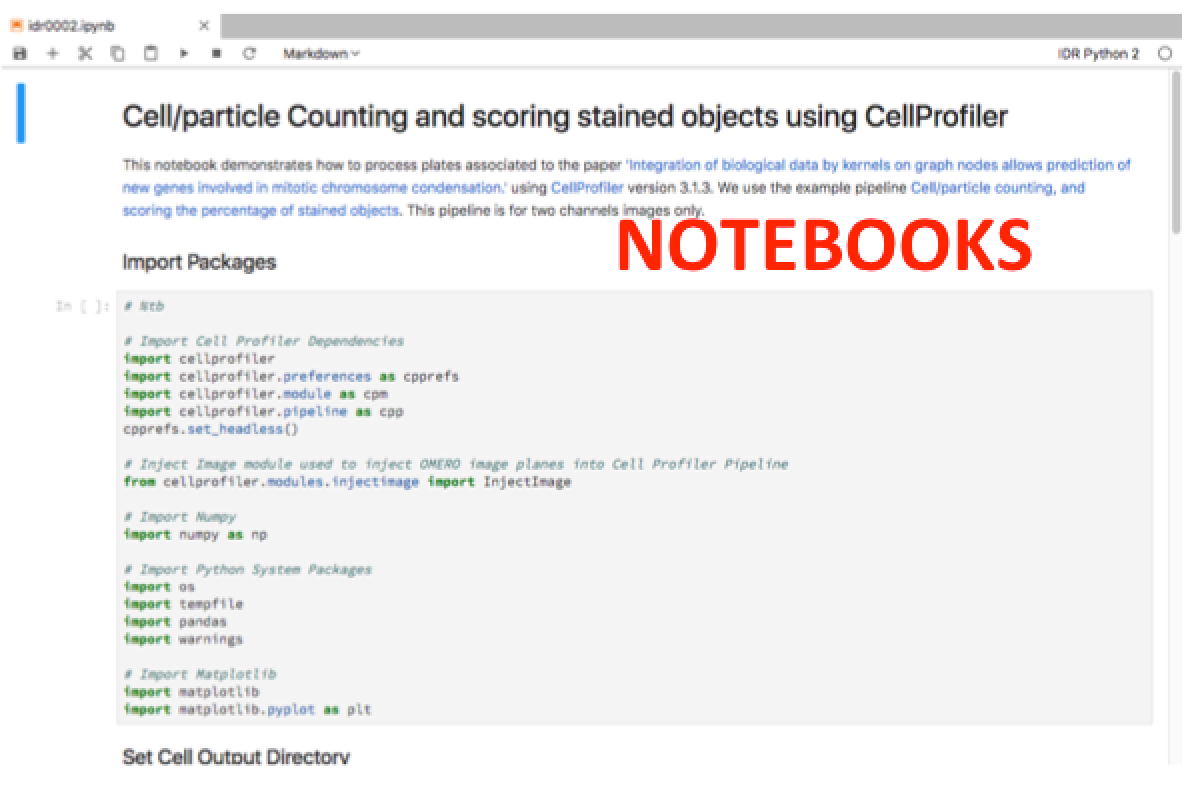 idr0002.ipynb
Markdown
IDR Python 2
Cell/particle Counting and scoring stained objects using CellProfiler
This notebook demonstrates how to process plates associated to the paper 'Integration of biological data by kernels on graph nodes allows prediction of
new genes involved in mitotic chromosome condensation.' using CellProfiler version 3.1.3. We use the example pipeline Cell/particle counting, and
scoring the percentage of stained objects. This pipeline is for two channels images only.
NOTEBOOKS
Import Packages
In [ ]:
# %tb
# Import Cell Profiler Dependencies
import cellprofiler
import cellprofiler.preferences as cpprefs
import cellprofiler.module as cpm
import cellprofiler.pipeline as cpp
cpprefs.set_headless()
# Inject Image module used to inject OMERO image planes into Cell Profiler Pipeline
from cellprofiler.modules.injectimage import InjectImage
# Import Numpy
import numpy as np
# Import Python System Packages
import os
import tempfile
import pandas
import warnings
# Import Matplotlib
import matplotlib
import matplotlib.pyplot as plt
Set Cell Output Directory